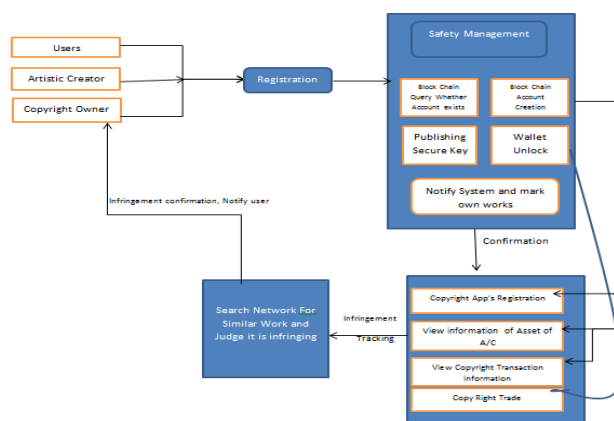 Users
Artistic Creator
Copyright Owner
Registration
Safety Management
Block Chain
Query Whether
Account exists
Block Chain
Account
Creation
Publishing
Secure Key
Wallet
Unlock
Notify System and mark
own works
Infringement confirmation, Notify user
Confirmation
Search Network For
Similar Work and
Judge it is infringing
Infringement
Tracking
Copyright App's Registration
View information of Asset of
A/C
View Copyright Transaction
information
Copy Right Trade